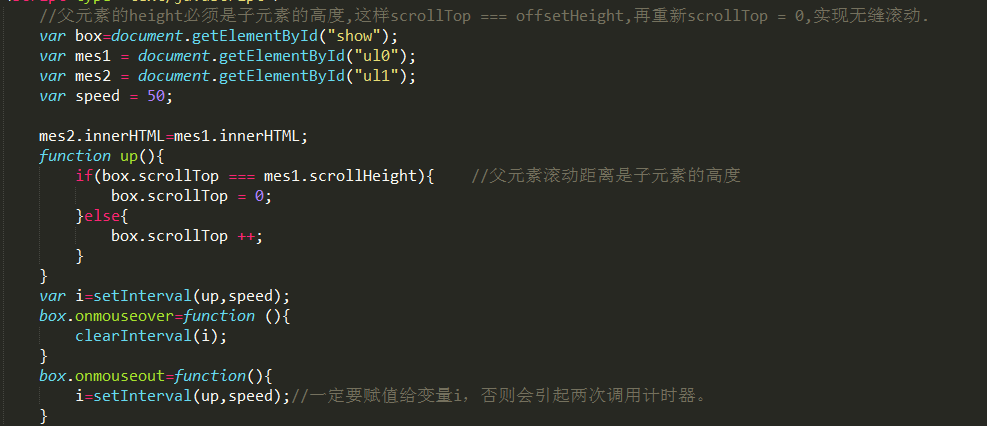 //父元素的height必须是子元素的高度,这样scrollTop === offsetHeight,再重新scrollTop = 0,实现无缝滚动.
var box=document.getElementById("show");
var mes1 = document.getElementById("ul0");
var mes2 = document.getElementById("ul1");
var speed = 50;
mes2.innerHTML=mes1.innerHTML;
function up(){
if(box.scrollTop === mes1.scrollHeight){ //父元素滚动距离是子元素的高度
box.scrollTop = 0;
}else{
box.scrollTop ++;
}
}
var i=setInterval(up,speed);
box.onmouseover=function (){
clearInterval(i);
}
box.onmouseout=function(){
i=setInterval(up,speed);//一定要赋值给变量i，否则会引起两次调用计时器。
}